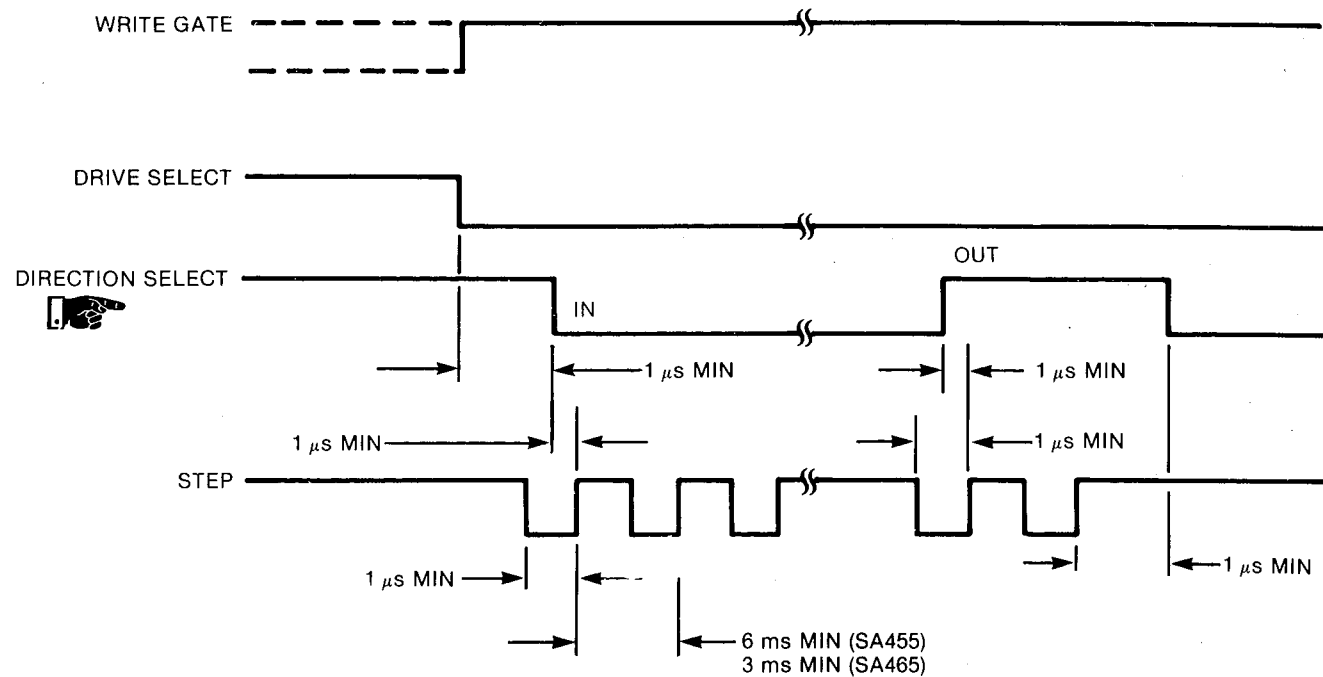 WRITE GATE
DRIVE SELECT
DIRECTION SELECT
OUT
IN
1 μs MIN
1 μs MIN
1 μs MIN
1 μs MIN
STEP
1 μs MIN
1 μs MIN
6 ms MIN (SA455)
3 ms MIN (SA465)